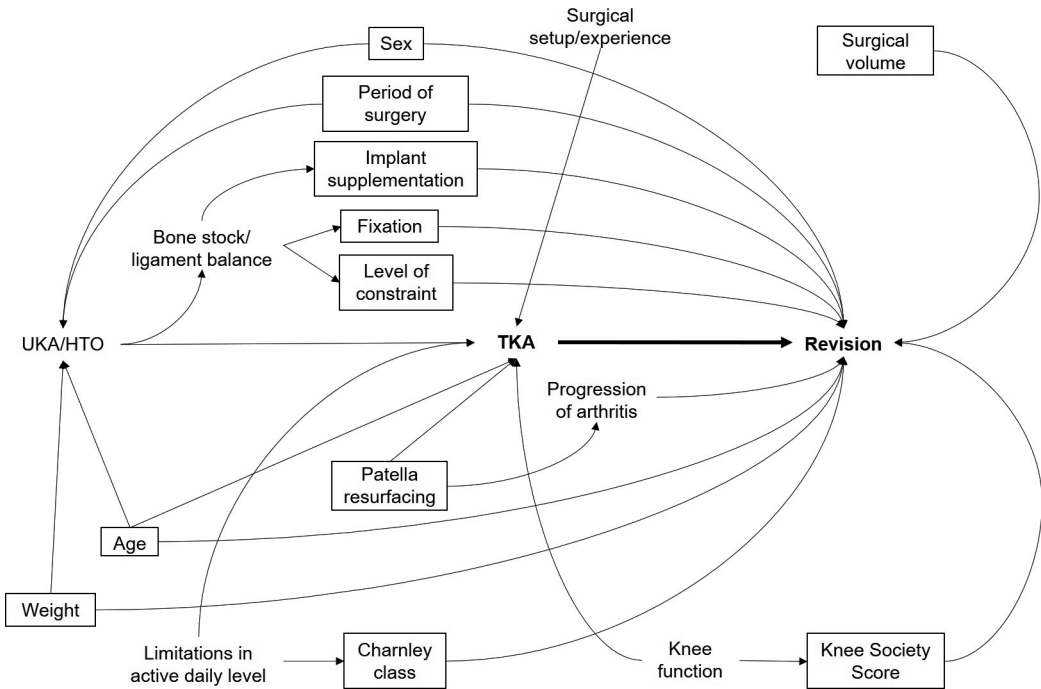 Surgical
setup/experience
Sex
Surgical
volume
Period of
surgery
Implant
supplementation
Fixation
Bone stock/
ligament balance
Level of
constraint
UKA/HTO
TKA
Revision
Progression
of arthritis
Patella
resurfacing
Age
Weight
Limitations in
active daily level
Charnley
class
Knee
function
Knee Society
Score